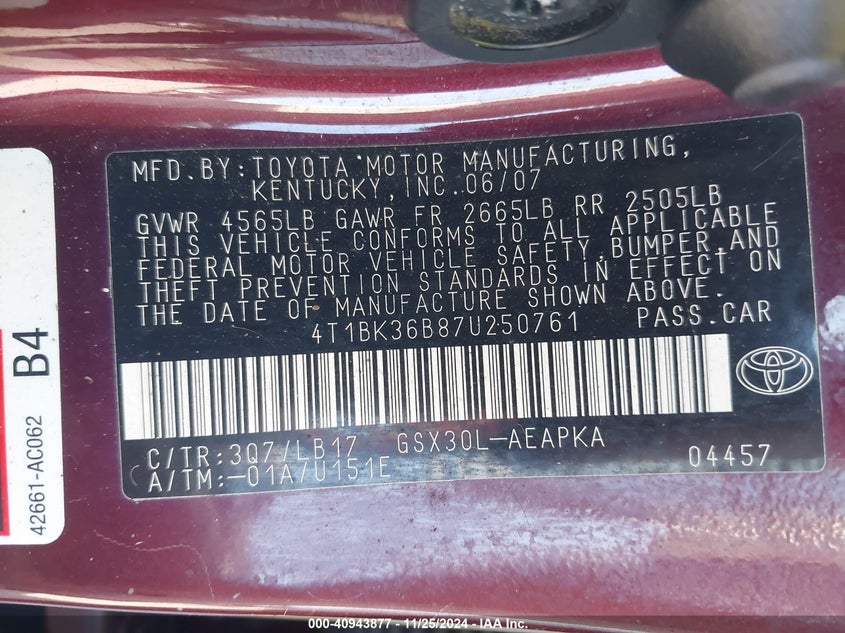 MFD. BY: TOYOTA MOTOR MANUFACTURING,
KENTUCKY, INC. 06/07
GVWR 4565LB GAWR FR 2665LB RR 2505LB
THIS VEHICLE CONFORMS TO ALL APPLICABLE
FEDERAL MOTOR VEHICLE SAFETY, BUMPER, AND
THEFT PREVENTION STANDARDS IN EFFECT ON
THE DATE OF MANUFACTURE SHOWN ABOVE.
4T1BK36B87U250761 PASS. CAR
C/TR: 3Q7/LB17 GSX30L-AEAPKA
A/TM: -01A/U151E 04457
42661-AC062 B4
000-40943877 - 11/25/2024 - © IAA Inc.